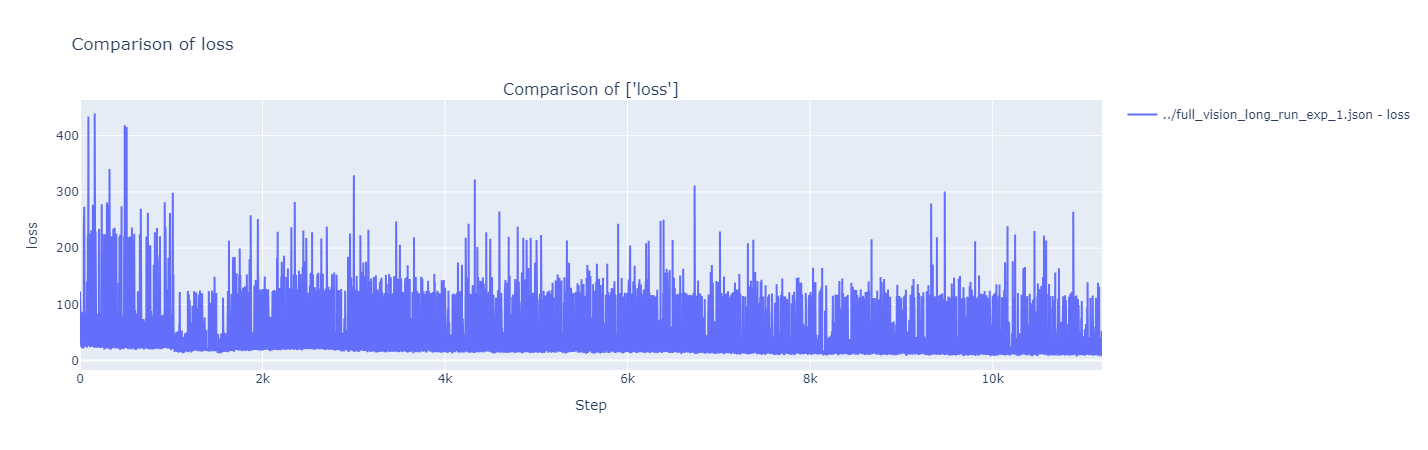 Comparison of loss
Comparison of ['loss']
../full_vision_long_run_exp_1.json - loss
loss
400
300
200
100
0
0
2k
4k
6k
8k
10k
Step